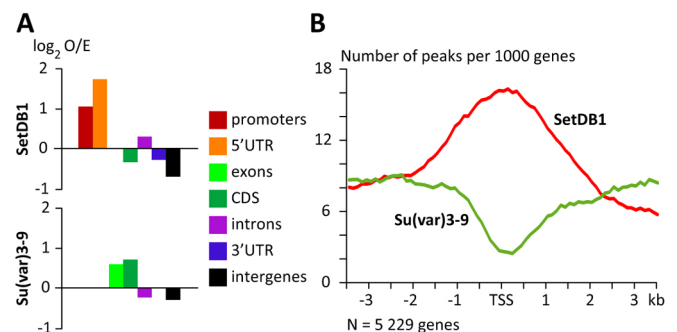 A
log2 O/E
2
1
0
-1
SetDB1
2
1
0
-1
Su(var)3-9
promoters
5'UTR
exons
CDS
introns
3'UTR
intergenes
B
Number of peaks per 1000 genes
18
12
6
0
SetDB1
Su(var)3-9
-3 -2 -1 TSS 1 2 3 kb
N = 5 229 genes